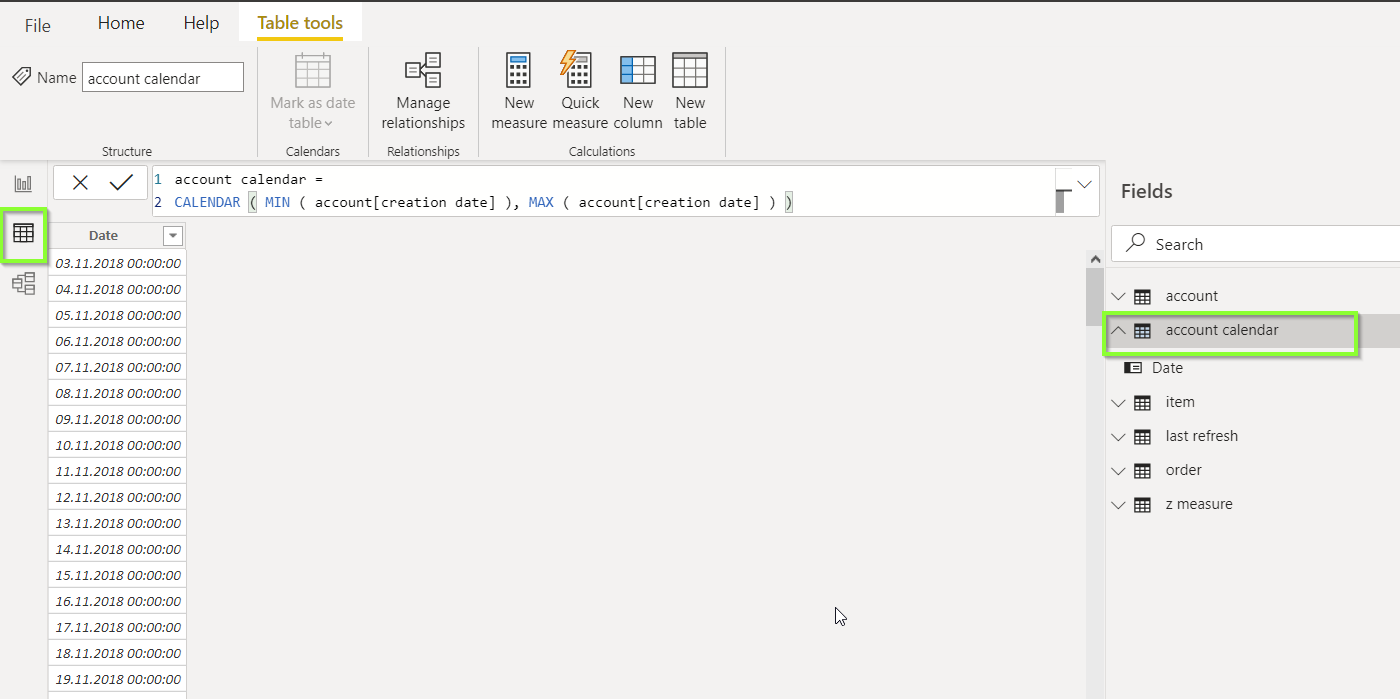 File Home Help Table tools
Name account calendar
Mark as date table
Manage relationships
New measure
Quick measure
New column
New table
Structure Calendars Relationships Calculations
1 account calendar =
2 CALENDAR ( MIN ( account[creation date] ), MAX ( account[creation date] ) )
Date
03.11.2018 00:00:00
04.11.2018 00:00:00
05.11.2018 00:00:00
06.11.2018 00:00:00
07.11.2018 00:00:00
08.11.2018 00:00:00
09.11.2018 00:00:00
10.11.2018 00:00:00
11.11.2018 00:00:00
12.11.2018 00:00:00
13.11.2018 00:00:00
14.11.2018 00:00:00
15.11.2018 00:00:00
16.11.2018 00:00:00
17.11.2018 00:00:00
18.11.2018 00:00:00
19.11.2018 00:00:00
Fields
Search
account
account calendar
Date
item
last refresh
order
z measure